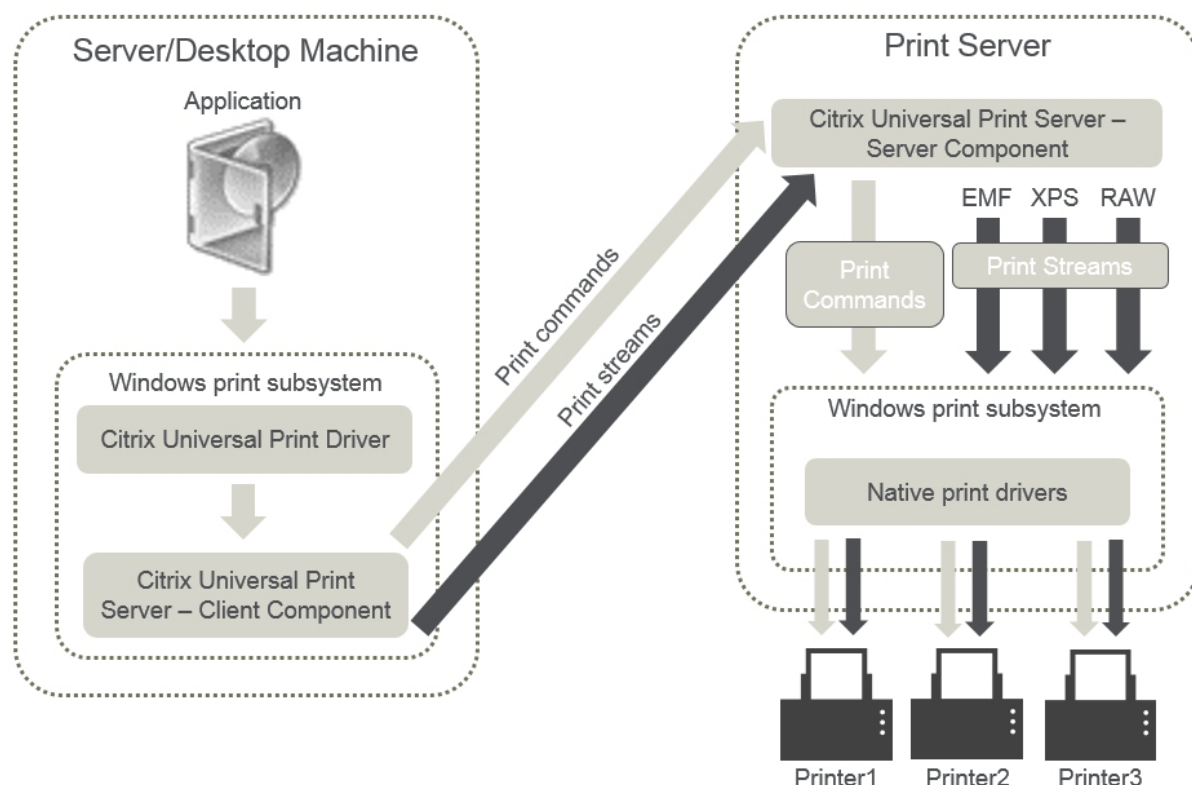 Server/Desktop Machine
Application
Windows print subsystem
Citrix Universal Print Driver
Citrix Universal Print
Server – Client Component
Print commands
Print streams
Print Server
Citrix Universal Print Server –
Server Component
EMF XPS RAW
Print
Commands
Print Streams
Windows print subsystem
Native print drivers
Printer1 Printer2 Printer3